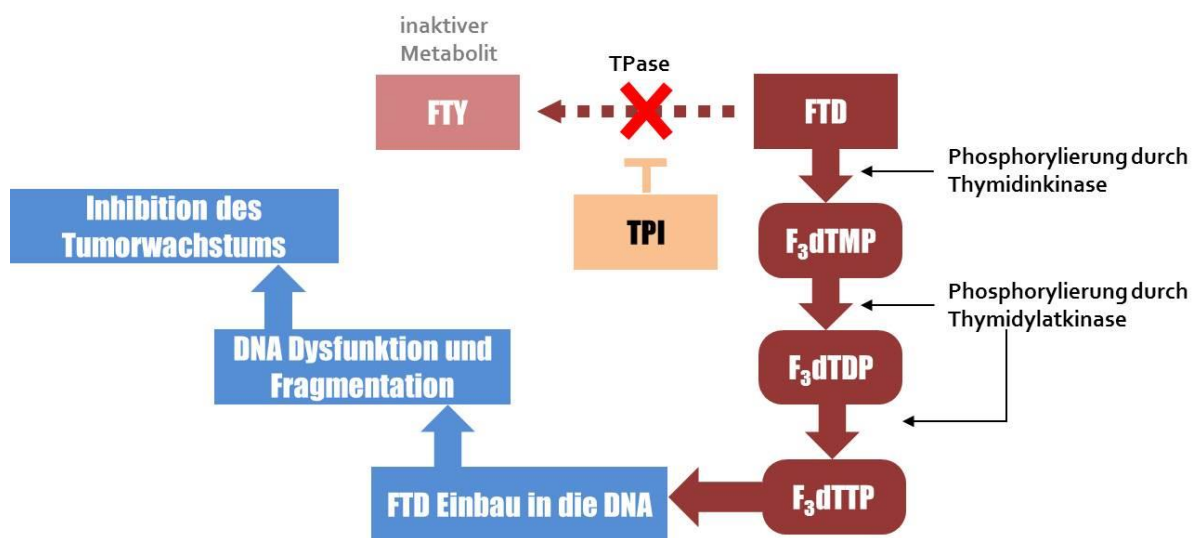 inaktiver
Metabolit
TPase
FTY
FTD
Phosphorylierung durch
Thymidinkinase
Inhibition des
Tumorwachstums
TPI
F₃dTMP
Phosphorylierung durch
Thymidylatkinase
DNA Dysfunktion und
Fragmentation
F₃dTDP
FTD Einbau in die DNA
F₃dTTP